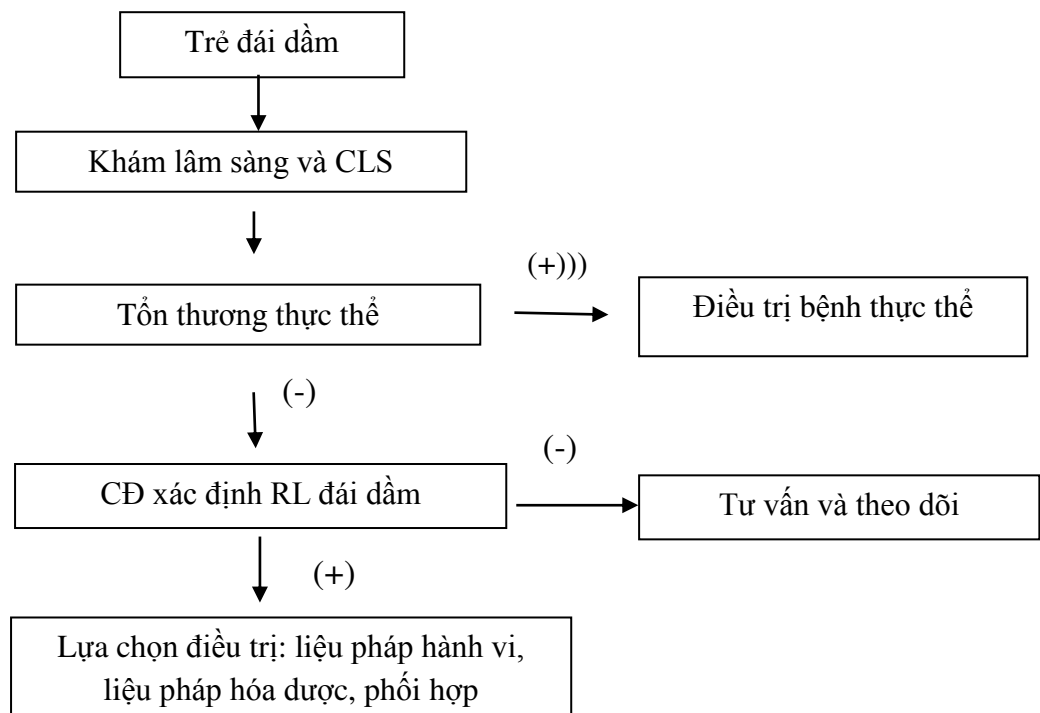 Trẻ đái dầm
Khám lâm sàng và CLS
(+)))
Tổn thương thực thể
Điều trị bệnh thực thể
(-)
(-)
CĐ xác định RL đái dầm
Tư vấn và theo dõi
(+)
Lựa chọn điều trị: liệu pháp hành vi,
liệu pháp hóa dược, phối hợp